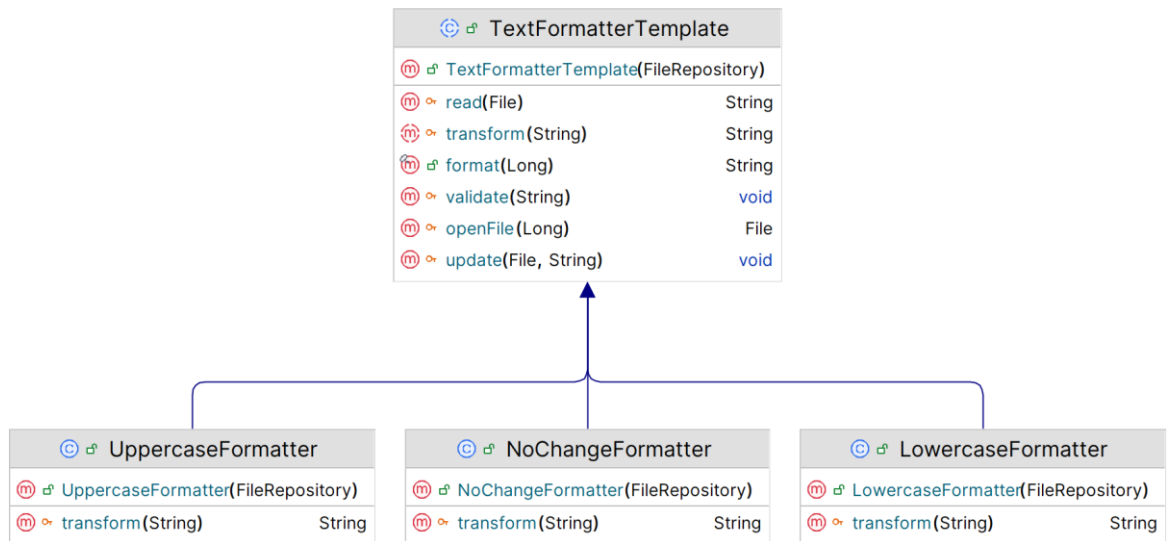 TextFormatterTemplate
TextFormatterTemplate(FileRepository)
read(File) String
transform(String) String
format(Long) String
validate(String) void
openFile(Long) File
update(File, String) void
UppercaseFormatter
UppercaseFormatter(FileRepository)
transform(String) String
NoChangeFormatter
NoChangeFormatter(FileRepository)
transform(String) String
LowercaseFormatter
LowercaseFormatter(FileRepository)
transform(String) String